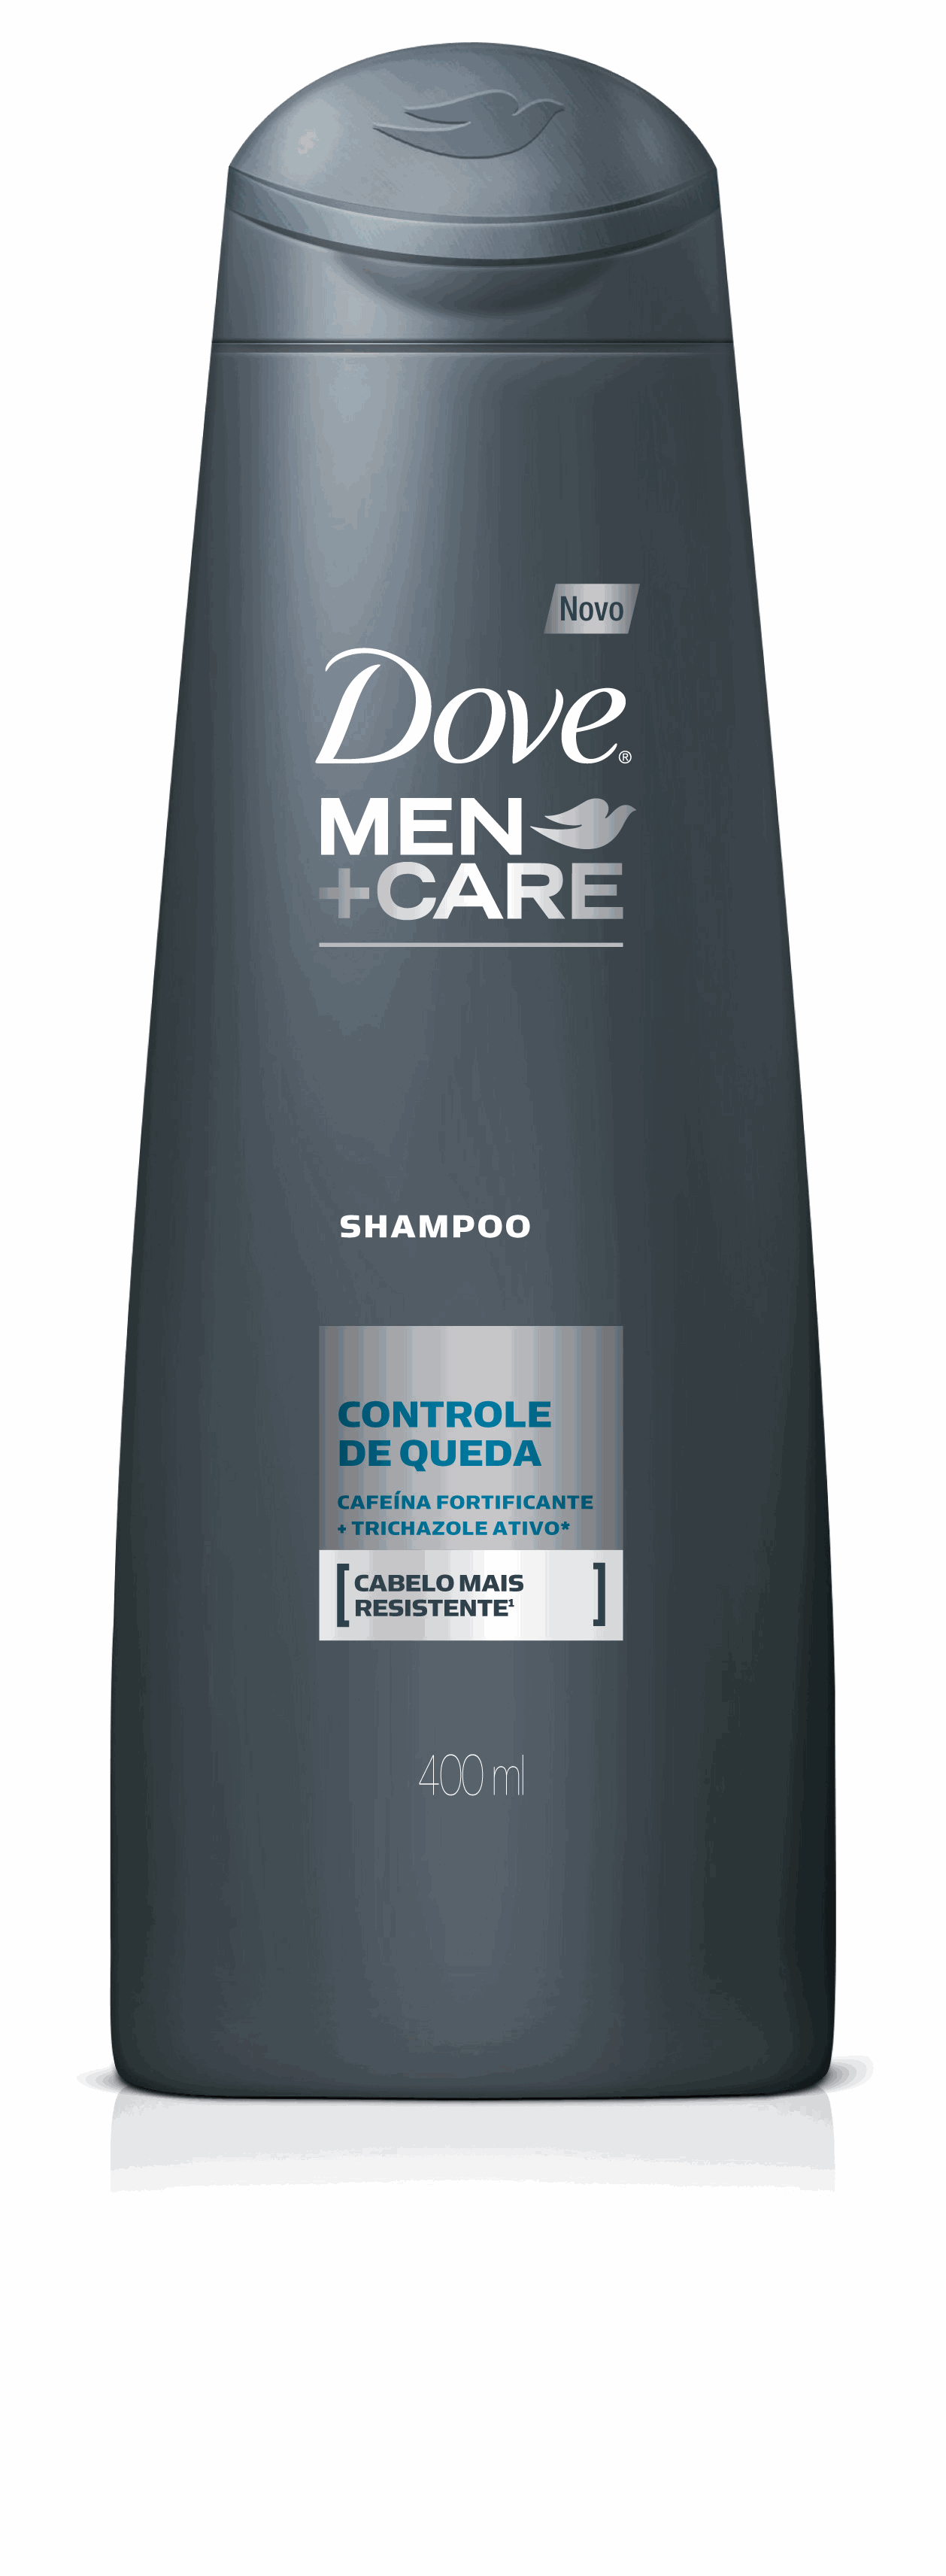 Novo
Dove®
MEN
+CARE
SHAMPOO
CONTROLE
DE QUEDA
CAFEÍNA FORTIFICANTE
+ TRICHAZOLE ATIVO*
[CABELO MAIS
RESISTENTE¹]
400 ml